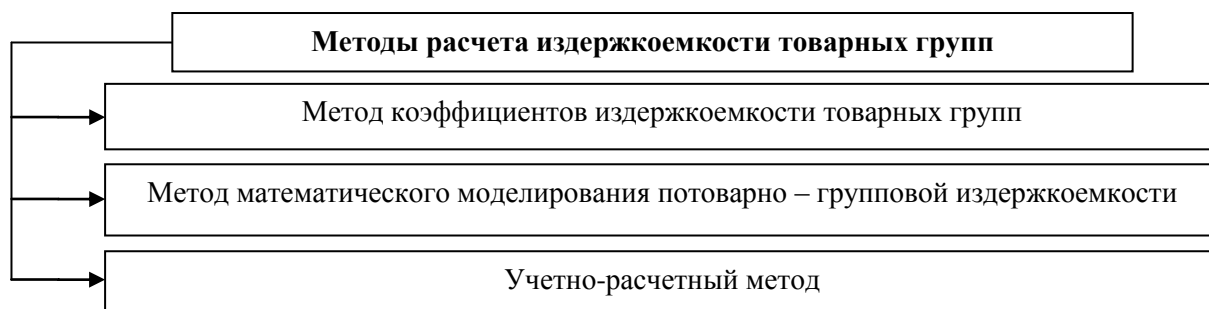 Методы расчета издержкоемкости товарных групп
Метод коэффициентов издержкоемкости товарных групп
Метод математического моделирования потоварно – групповой издержкоемкости
Учетно-расчетный метод